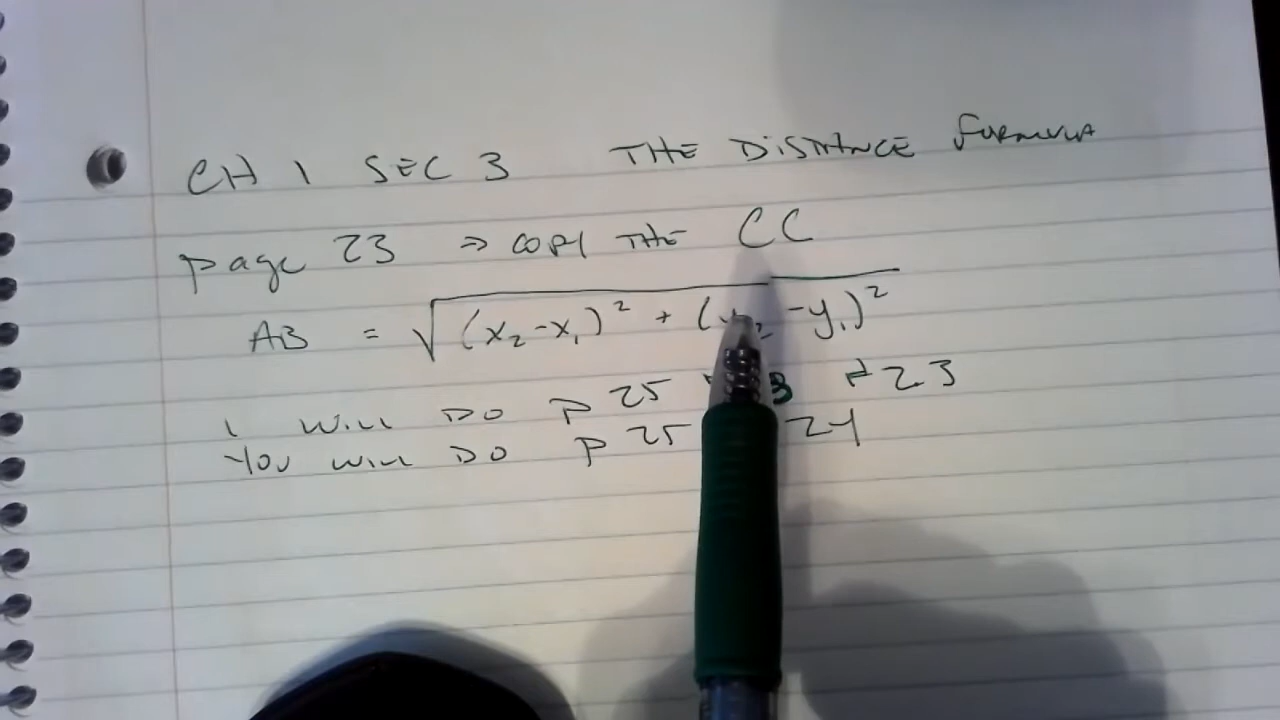 CH 1 SEC 3 THE DISTANCE FORMULA
page 23 ⇒ COPY THE CC
AB = √(x₂-x₁)² + (y₂-y₁)²
I WILL DO P 25 #23
YOU WILL DO P 25 24